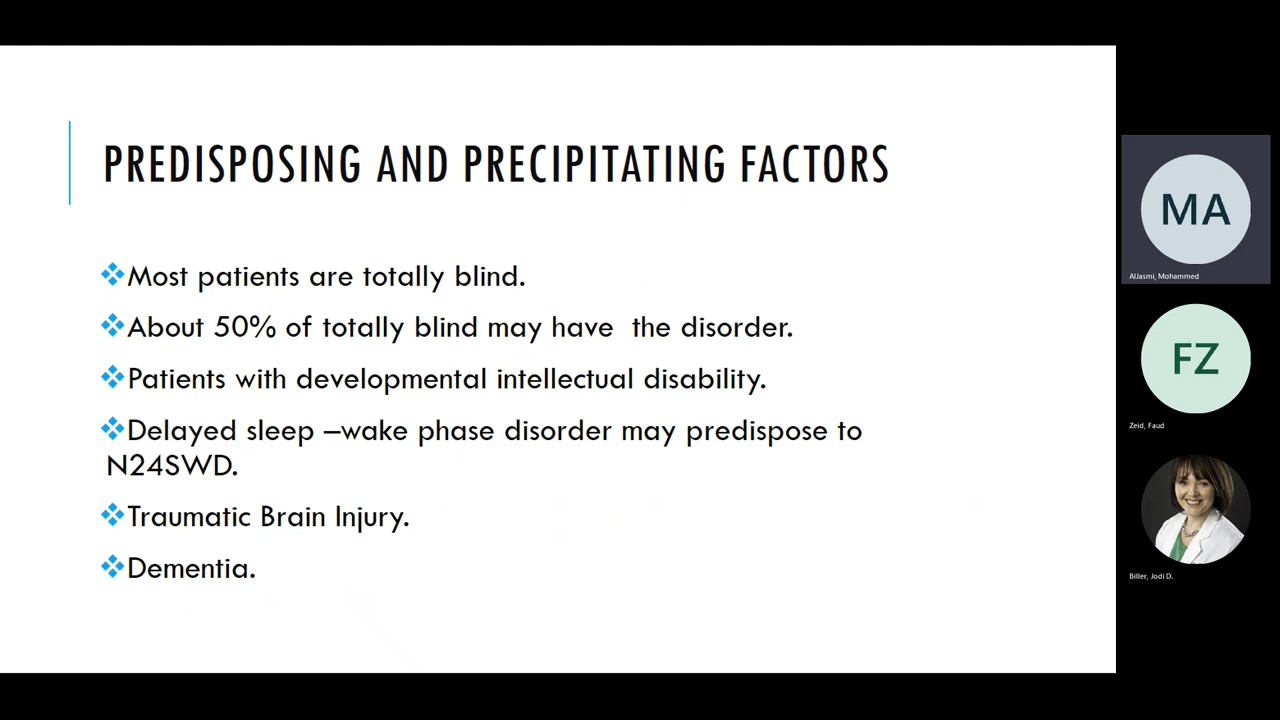 PREDISPOSING AND PRECIPITATING FACTORS
❖Most patients are totally blind.
❖About 50% of totally blind may have  the disorder.
❖Patients with developmental intellectual disability.
❖Delayed sleep –wake phase disorder may predispose to
N24SWD.
❖Traumatic Brain Injury.
❖Dementia.
MA
AlJasmi, Mohammed
FZ
Zeid, Faud
Biller, Jodi D.